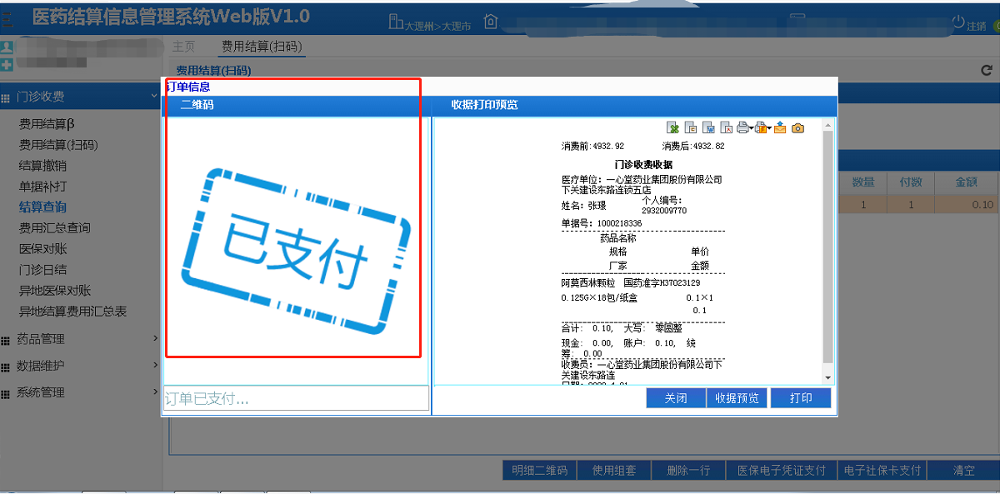 医药结算信息管理系统Web版V1.0
大理州>大理市
注销
主页
费用结算(扫码)
费用结算(扫码)
门诊收费
费用结算β
费用结算(扫码)
结算撤销
单据补打
结算查询
费用汇总查询
医保对账
门诊日结
异地医保对账
异地结算费用汇总表
药品管理
数据维护
系统管理
订单信息
二维码
已支付
订单已支付...
收据打印预览
消费前:4932.92 消费后:4932.82
门诊收费收据
医疗单位: 一心堂药业集团股份有限公司
下关建设东路连锁五店
姓名: 张璟
个人编号:
2932009770
单据号: 1000218336
药品名称
规格 单价
厂家 金额
阿莫西林颗粒 国药准字H37023129
0.125G×18包/纸盒 0.1×1
0.1
合计: 0.10, 大写: 零圆整
现金: 0.00, 账户: 0.10, 统
筹: 0.00
收费员: 一心堂药业集团股份有限公司下
关建设东路连
关闭 收据预览 打印
数量 付数 金额
1 1 0.10
明细二维码 使用组套 删除一行 医保电子凭证支付 电子社保卡支付 清空